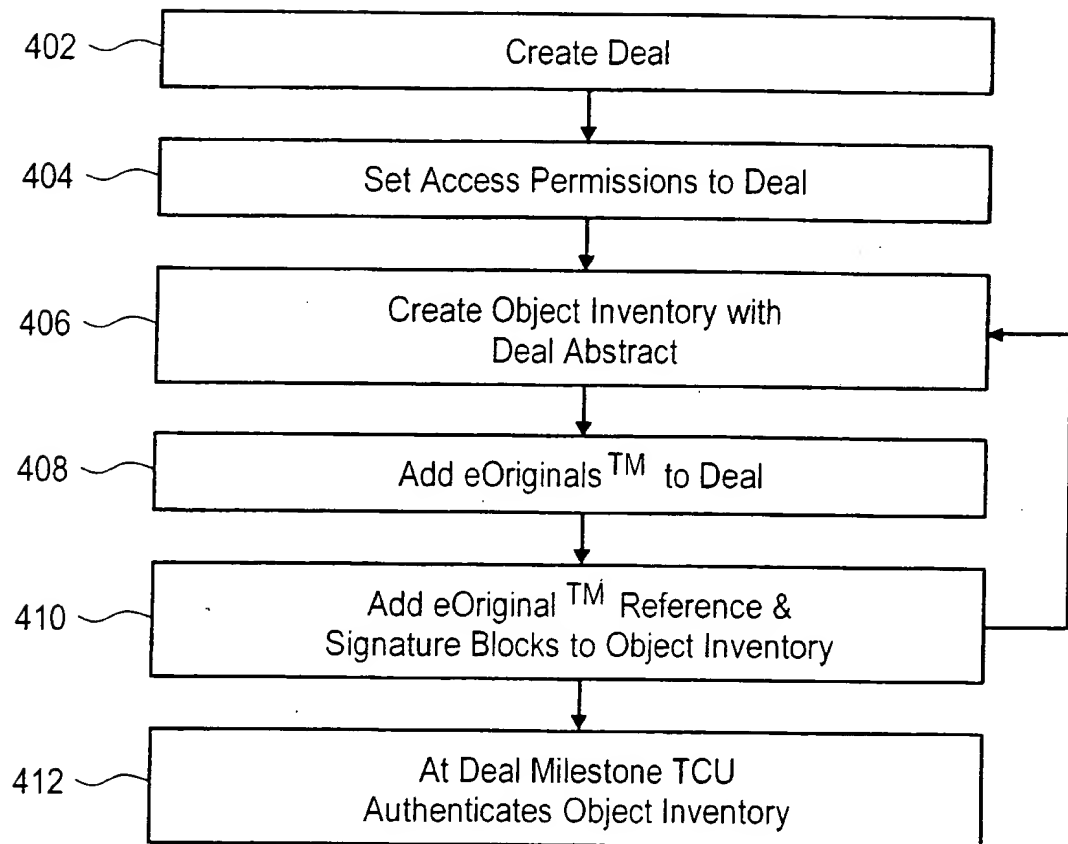 402
Create Deal
404
Set Access Permissions to Deal
406
Create Object Inventory with
Deal Abstract
408
Add eOriginals™ to Deal
410
Add eOriginal™ Reference &
Signature Blocks to Object Inventory
412
At Deal Milestone TCU
Authenticates Object Inventory